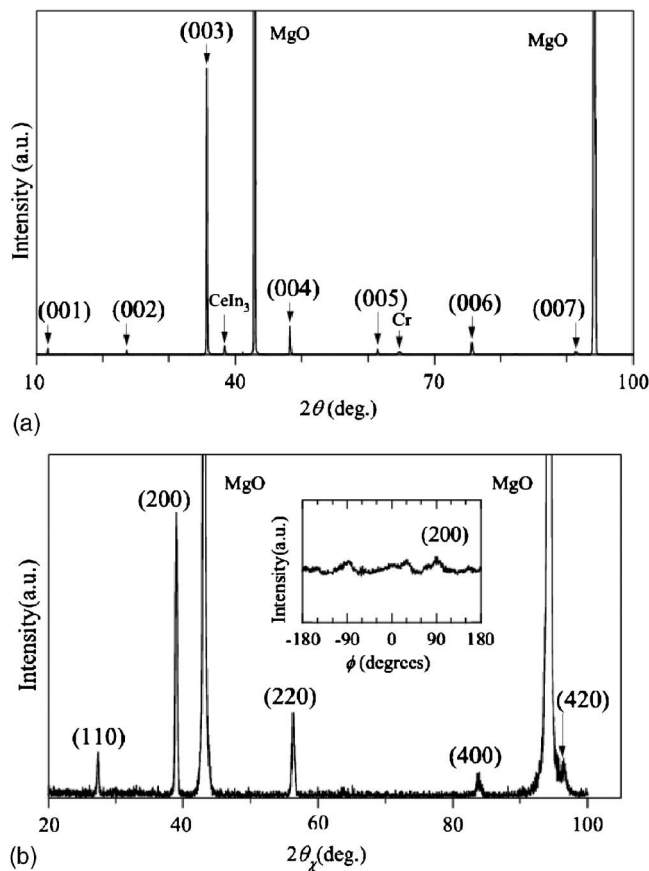 (003)
MgO
MgO
Intensity (a.u.)
(001)
(002)
CeIn3
(004)
(005)
Cr
(006)
(007)
10
40
70
100
2θ (deg.)
(a)
MgO
MgO
(200)
Intensity(a.u.)
(200)
-180 -90 0 90 180
ϕ (degrees)
Intensity(a.u.)
(110)
(220)
(400)
(420)
20 40 60 80 100
2θχ(deg.)
(b)